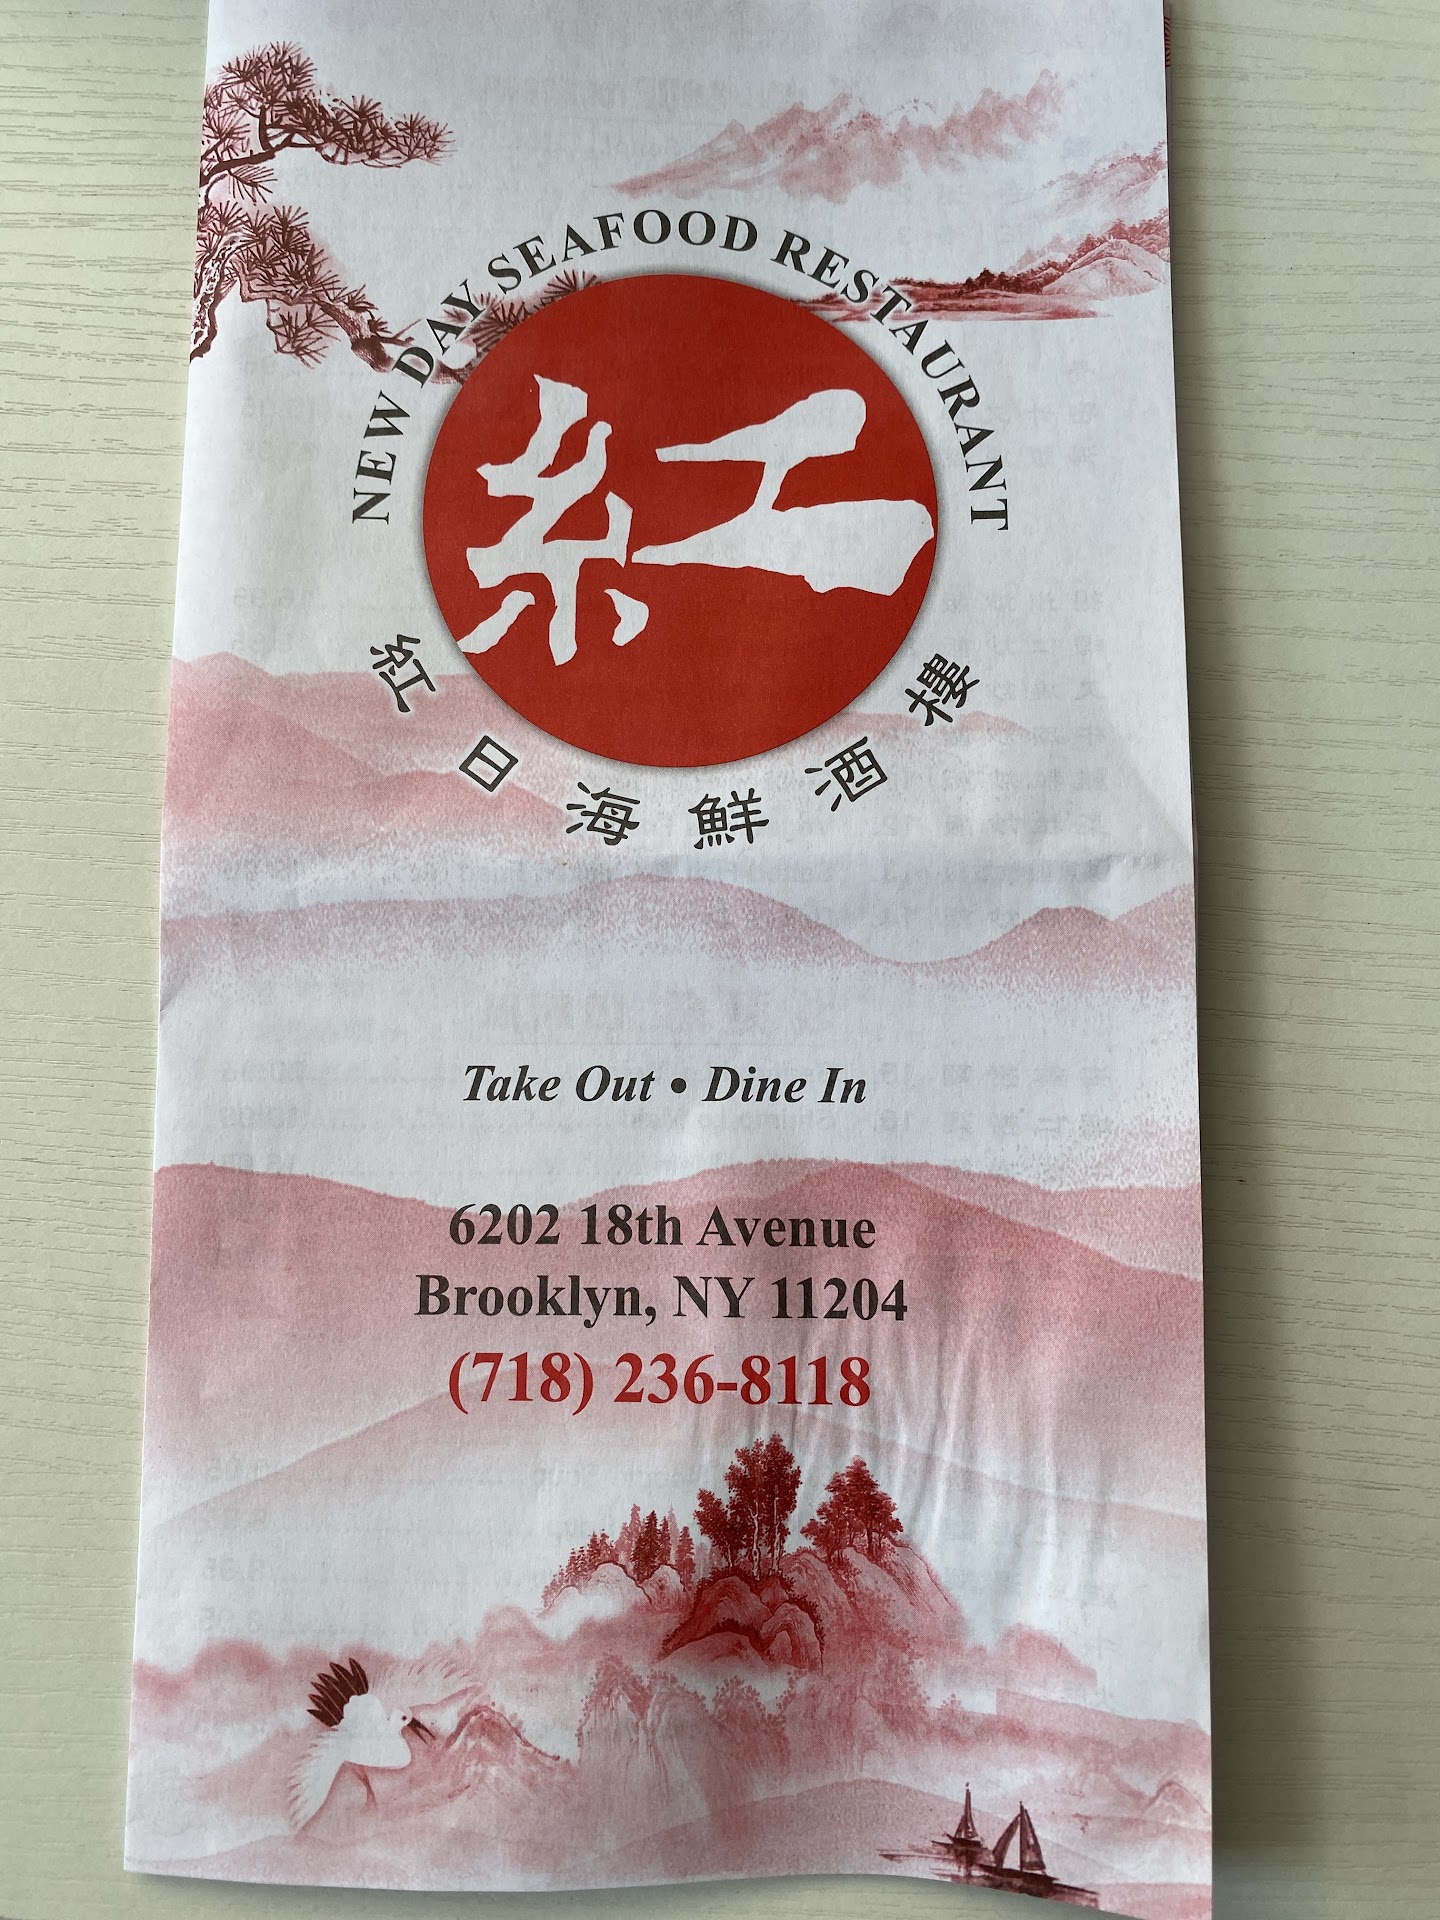 NEW DAY SEAFOOD RESTAURANT
紅
紅日海鮮酒樓
Take Out • Dine In
6202 18th Avenue
Brooklyn, NY 11204
(718) 236-8118